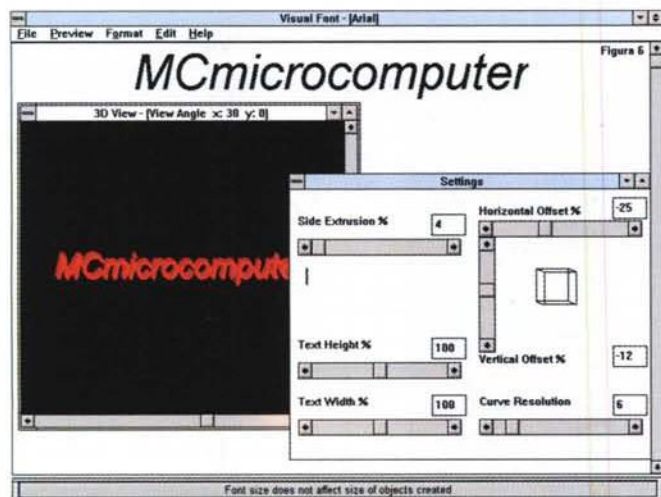 Visual Font - [Arial]
File Preview Format Edit Help
Figura 6
MCmicrocomputer
3D View - [View Angle x: 30 y: 0]
MCmicrocompute
Settings
Side Extrusion % 4
Horizontal Offset % -25
Text Height % 100
Vertical Offset % -12
Text Width % 100
Curve Resolution 6
Font size does not affect size of objects created